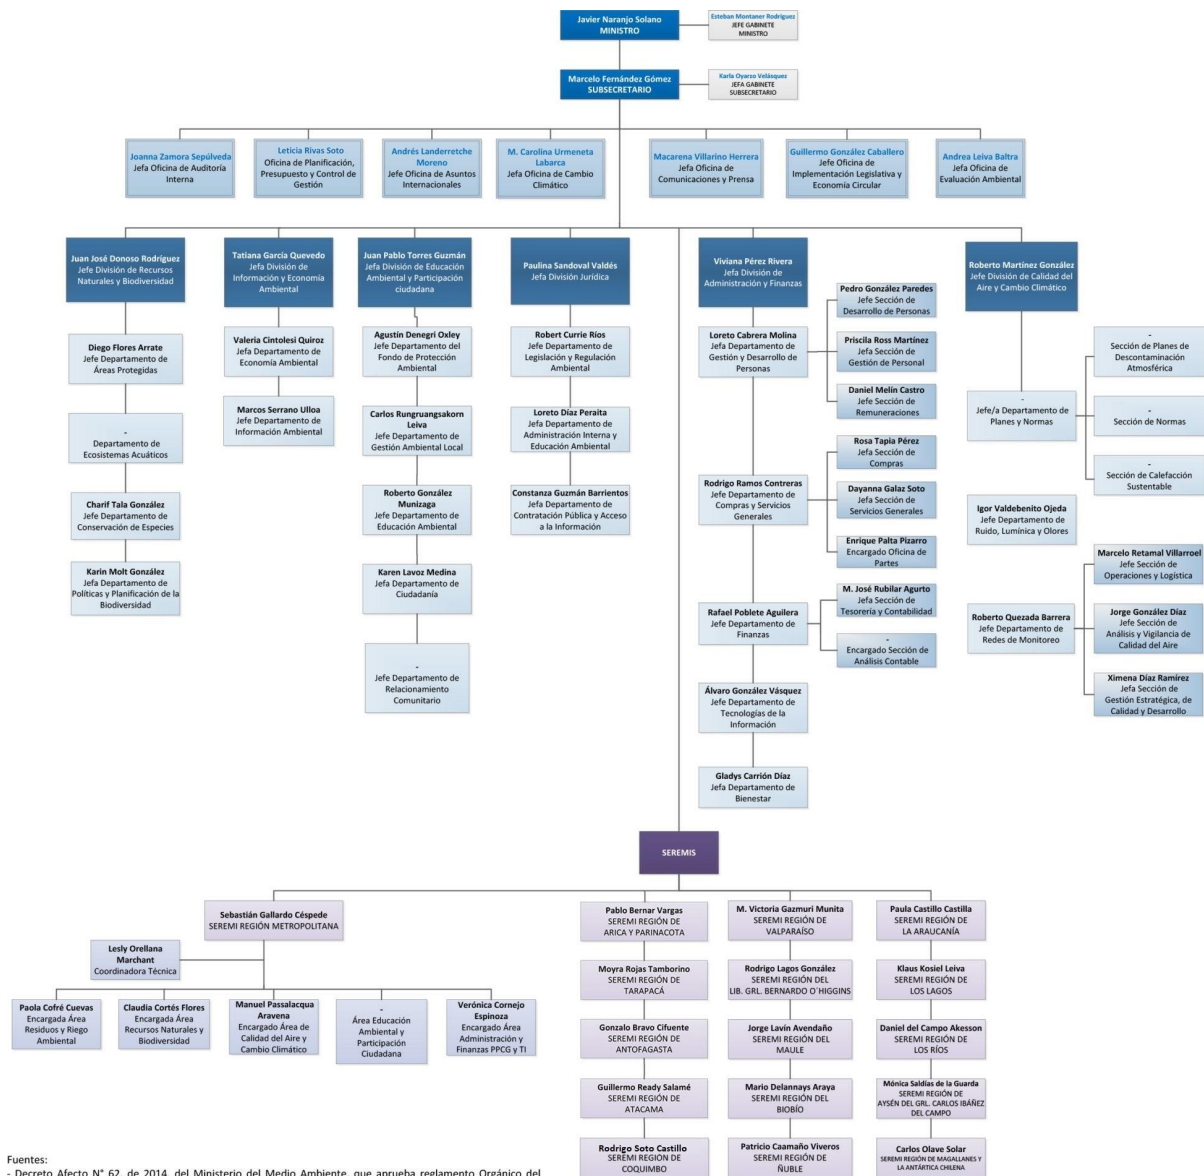 Javier Naranjo Solano
MINISTRO
Esteban Montaner Rodríguez
JEFE GABINETE
MINISTRO
Marcelo Fernández Gómez
SUBSECRETARIO
Karla Oyarzo Velásquez
JEFA GABINETE
SUBSECRETARIO
Joanna Zamora Sepúlveda
Jefa Oficina de Auditoría
Interna
Leticia Rivas Soto
Oficina de Planificación,
Presupuesto y Control de
Gestión
Andrés Landerretche
Moreno
Jefe Oficina de Asuntos
Internacionales
M. Carolina Urmeneta
Labarca
Jefa Oficina de Cambio
Climático
Macarena Villarino Herrera
Jefa Oficina de
Comunicaciones y Prensa
Guillermo González Caballero
Jefe Oficina de
Implementación Legislativa y
Economía Circular
Andrea Leiva Baltra
Jefa Oficina de
Evaluación Ambiental
Juan José Donoso Rodríguez
Jefe División de Recursos
Naturales y Biodiversidad
Diego Flores Arrate
Jefe Departamento de
Áreas Protegidas
-
Departamento de
Ecosistemas Acuáticos
Charif Tala González
Jefe Departamento de
Conservación de Especies
Karin Molt González
Jefa Departamento de
Políticas y Planificación de la
Biodiversidad
Tatiana García Quevedo
Jefa División de
Información y Economía
Ambiental
Valeria Cintolesi Quiroz
Jefa Departamento de
Economía Ambiental
Marcos Serrano Ulloa
Jefe Departamento de
Información Ambiental
Juan Pablo Torres Guzmán
Jefa División de Educación
Ambiental y Participación
ciudadana
Agustín Denegri Oxley
Jefe Departamento del
Fondo de Protección
Ambiental
Carlos Rungruangsakorn
Leiva
Jefe Departamento de
Gestión Ambiental Local
Roberto González
Munizaga
Jefe Departamento de
Educación Ambiental
Karen Lavoz Medina
Jefa Departamento de
Ciudadanía
-
Jefe Departamento de
Relacionamiento
Comunitario
Paulina Sandoval Valdés
Jefa División Jurídica
Robert Currie Ríos
Jefe Departamento de
Legislación y Regulación
Ambiental
Loreto Díaz Peraita
Jefa Departamento de
Administración Interna y
Educación Ambiental
Constanza Guzmán Barrientos
Jefa Departamento de
Contratación Pública y Acceso
a la Información
Viviana Pérez Rivera
Jefa División de
Administración y Finanzas
Loreto Cabrera Molina
Jefa Departamento de
Gestión y Desarrollo de
Personas
Pedro González Paredes
Jefe Sección de
Desarrollo de Personas
Priscila Ross Martínez
Jefa Sección de
Gestión de Personal
Daniel Melín Castro
Jefe Sección de
Remuneraciones
Rodrigo Ramos Contreras
Jefe Departamento de
Compras y Servicios
Generales
Rosa Tapia Pérez
Jefa Sección de
Compras
Dayanna Galaz Soto
Jefa Sección de
Servicios Generales
Enrique Palta Pizarro
Encargado Oficina de
Partes
Rafael Poblete Aguilera
Jefe Departamento de
Finanzas
M. José Rubilar Agurto
Jefa Sección de
Tesorería y Contabilidad
-
Encargado Sección de
Análisis Contable
Álvaro González Vásquez
Jefe Departamento de
Tecnologías de la
Información
Gladys Carrión Díaz
Jefa Departamento de
Bienestar
Roberto Martínez González
Jefe División de Calidad del
Aire y Cambio Climático
-
Jefe/a Departamento de
Planes y Normas
-
Sección de Planes de
Descontaminación
Atmosférica
-
Sección de Normas
-
Sección de Calefacción
Sustentable
Igor Valdebenito Ojeda
Jefe Departamento de
Ruido, Lumínica y Olores
Roberto Quezada Barrera
Jefe Departamento de
Redes de Monitoreo
Marcelo Retamal Villarroel
Jefe Sección de
Operaciones y Logística
Jorge González Díaz
Jefe Sección de
Análisis y Vigilancia de
Calidad del Aire
Ximena Díaz Ramírez
Jefa Sección de
Gestión Estratégica, de
Calidad y Desarrollo
SEREMIS
Sebastián Gallardo Céspede
SEREMI REGIÓN METROPOLITANA
Lesly Orellana
Marchant
Coordinadora Técnica
Paola Cofré Cuevas
Encargada Área
Residuos y Riego
Ambiental
Claudia Cortés Flores
Encargada Área
Recursos Naturales y
Biodiversidad
Manuel Passalacqua
Aravena
Encargado Área de
Calidad del Aire y
Cambio Climático
-
Área Educación
Ambiental y
Participación
Ciudadana
Verónica Cornejo
Espinoza
Encargado Área
Administración y
Finanzas PPCG y TI
Pablo Bernar Vargas
SEREMI REGIÓN DE
ARICA Y PARINACOTA
Moyra Rojas Tamborino
SEREMI REGIÓN DE
TARAPACÁ
Gonzalo Bravo Cifuente
SEREMI REGIÓN DE
ANTOFAGASTA
Guillermo Ready Salamé
SEREMI REGIÓN DE
ATACAMA
Rodrigo Soto Castillo
SEREMI REGIÓN DE
COQUIMBO
M. Victoria Gazmuri Munita
SEREMI REGIÓN DE
VALPARAÍSO
Rodrigo Lagos González
SEREMI REGIÓN DEL
LIB. GRL. BERNARDO O´HIGGINS
Jorge Lavín Avendaño
SEREMI REGIÓN DEL
MAULE
Mario Delannays Araya
SEREMI REGIÓN DEL
BIOBÍO
Patricio Caamaño Viveros
SEREMI REGIÓN DE
ÑUBLE
Paula Castillo Castilla
SEREMI REGIÓN DE
LA ARAUCANÍA
Klaus Kosiel Leiva
SEREMI REGIÓN DE
LOS LAGOS
Daniel del Campo Akesson
SEREMI REGIÓN DE
LOS RÍOS
Mónica Saldías de la Guarda
SEREMI REGIÓN DE
AYSÉN DEL GRL. CARLOS IBÁÑEZ
DEL CAMPO
Carlos Olave Solar
SEREMI REGIÓN DE MAGALLANES Y
LA ANTÁRTICA CHILENA
Fuentes:
- Decreto Afecto N° 62, de 2014, del Ministerio del Medio Ambiente, que aprueba reglamento Orgánico del